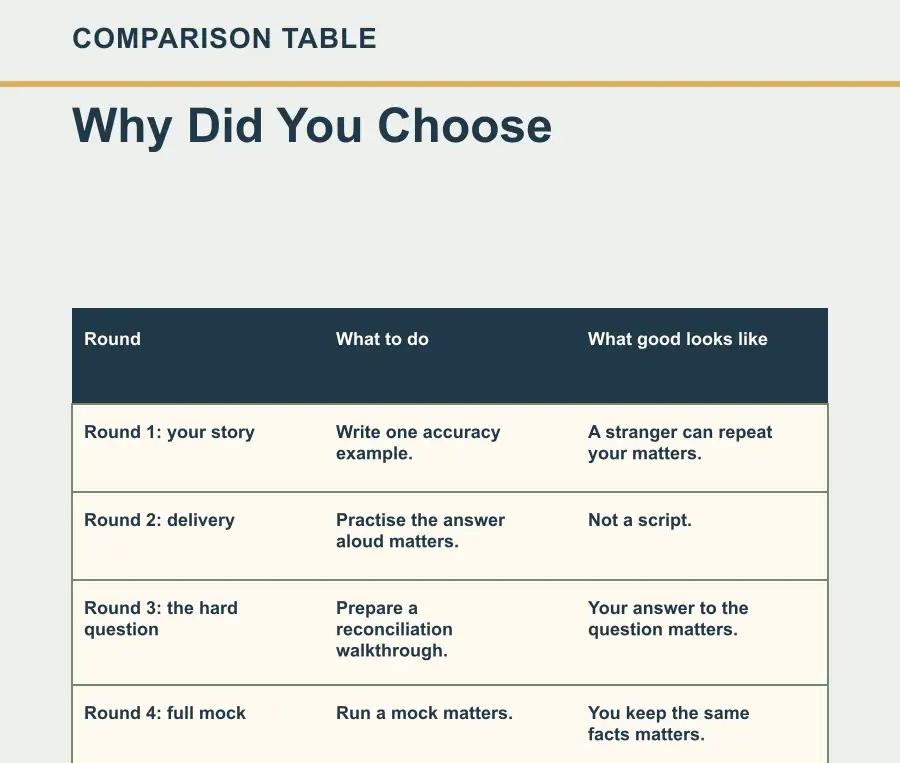 COMPARISON TABLE
Why Did You Choose
Round
What to do
What good looks like
Round 1: your story
Write one accuracy
example.
A stranger can repeat
your matters.
Round 2: delivery
Practise the answer
aloud matters.
Not a script.
Round 3: the hard
question
Prepare a
reconciliation
walkthrough.
Your answer to the
question matters.
Round 4: full mock
Run a mock matters.
You keep the same
facts matters.